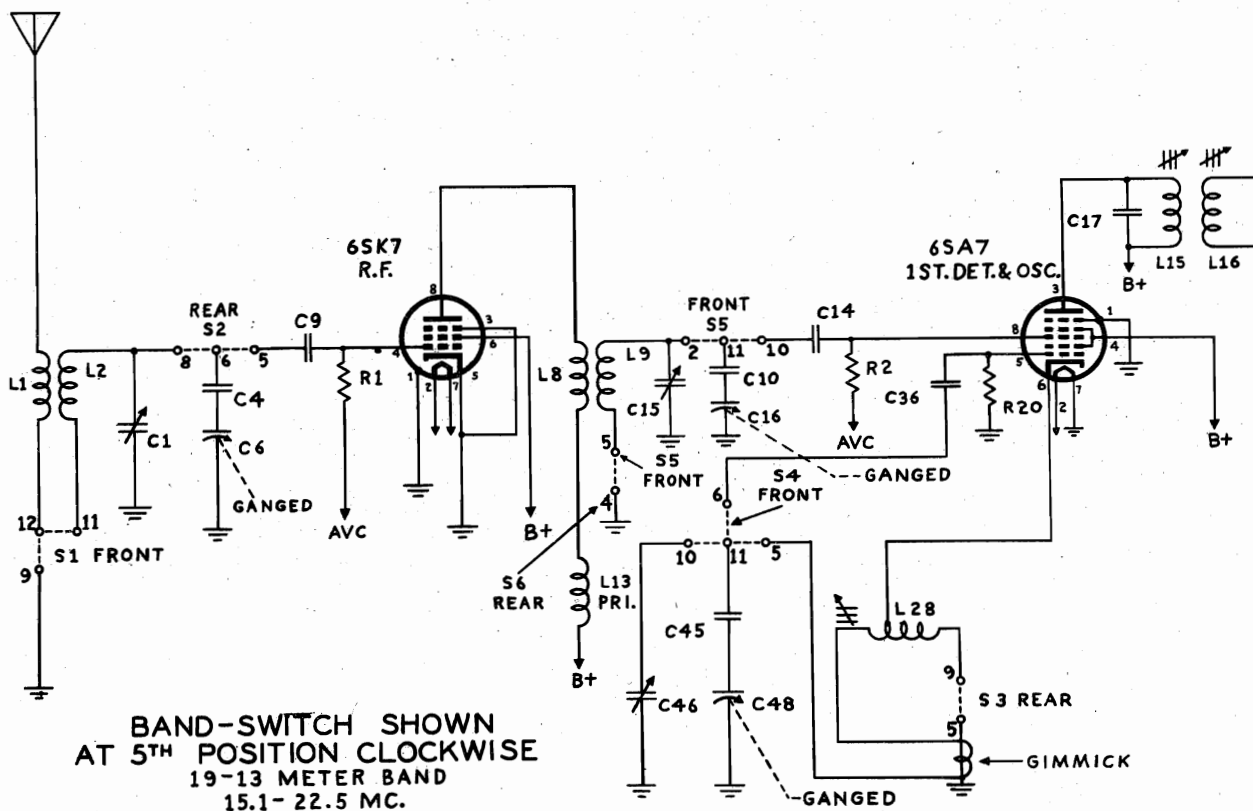 6SK7
R.F.
6SA7
1ST. DET. & OSC.
C17
L15
L16
B+
3
1
8
4
5
6
2
7
8
3
6
4
1
2
7
5
REAR
S2
C9
FRONT
S5
C14
L1
L2
8
6
5
L8
L9
2
11
10
C4
R1
C10
R2
C36
R20
C1
C6
C15
C16
GANGED
AVC
AVC
GANGED
B+
B+
5
S5
FRONT
4
S4
FRONT
6
12
11
S1 FRONT
9
10
11
5
S6
REAR
L13
PRI.
B+
L28
C45
C46
C48
9
S3 REAR
5
GIMMICK
GANGED
BAND-SWITCH SHOWN
AT 5TH POSITION CLOCKWISE
19-13 METER BAND
15.1-22.5 MC.